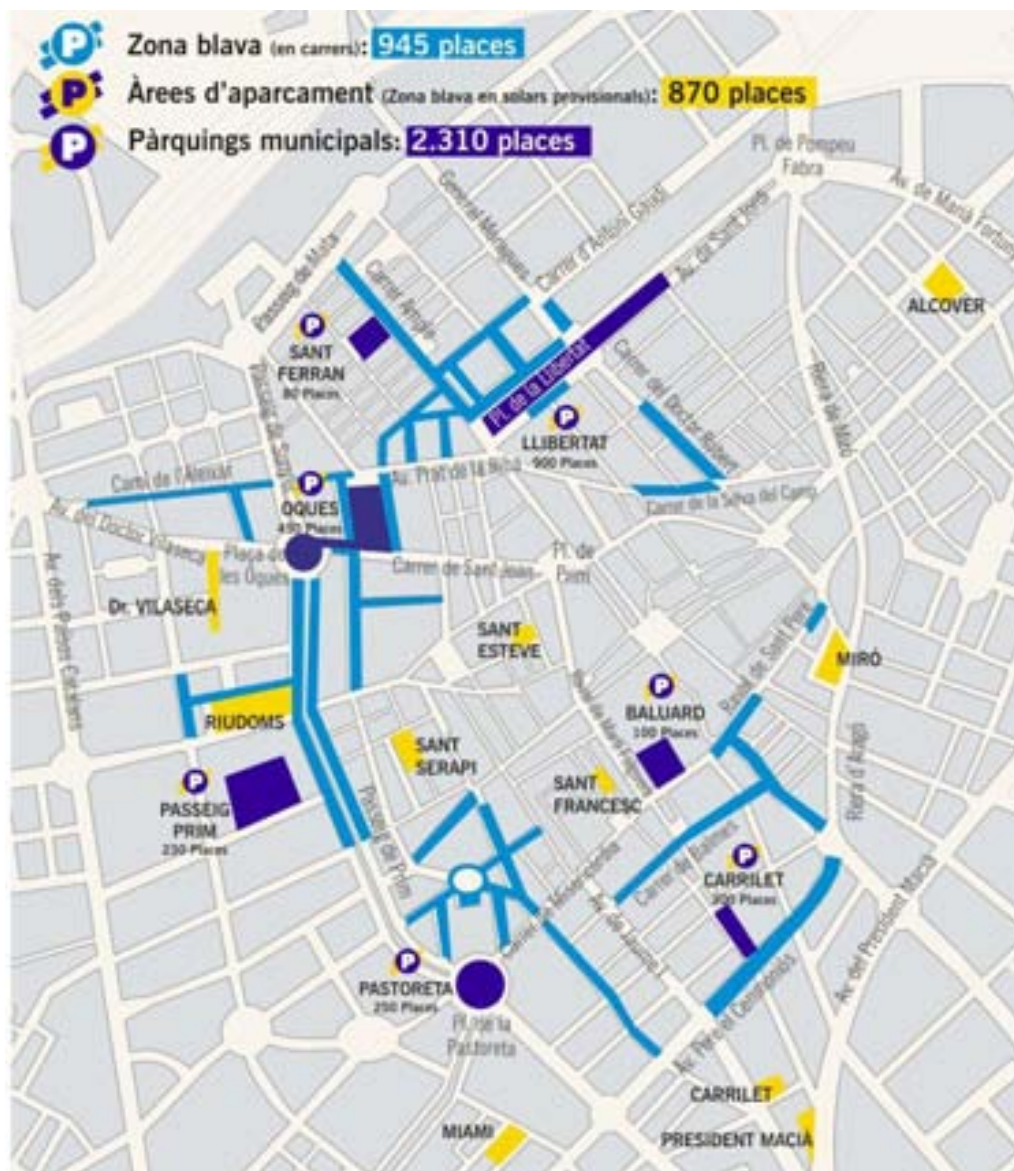 P Zona blava (en carrers): 945 places
P Àrees d'aparcament (Zona blava en solars provisionals): 870 places
P Pàrquings municipals: 2.310 places
Pl. de Pompeu
Fabra
Av. de Marià Fortuny
General Moragues
Carrer d'Antoni Gaudí
Av. de Sant Jordi
Passeig de Mata
Carrer
ALCOVER
P
SANT
FERRAN
80 Places
Pl. de la Llibertat
Carrer del Doctor Robert
Riera de Miró
P
LLIBERTAT
900 Places
Camí de l'Aleixar
Av. Prat de la Riba
Carrer de la Selva del Camp
P
OQUES
Places
Av. del Doctor Vilaseca
Plaça de
les Oques
Carrer de Sant Joan
Pl. de
Prim
Dr. VILASECA
Av. dels Països Catalans
SANT
ESTEVE
Raval de Sant Pere
MIRÓ
P
BALUARD
100 Places
RIUDOMS
SANT
SERAPI
SANT
FRANCESC
Riera d'Aragó
P
PASSEIG
PRIM
230 Places
Passeig de Prim
P
CARRILET
Places
Carrer de Misericòrdia
Av. de Jaume I
Av. del President Macià
P
PASTORETA
250 Places
Pl. de la
Pastoreta
Av. Pere el Cerimoniós
CARRILET
MIAMI
PRESIDENT MACIÀ